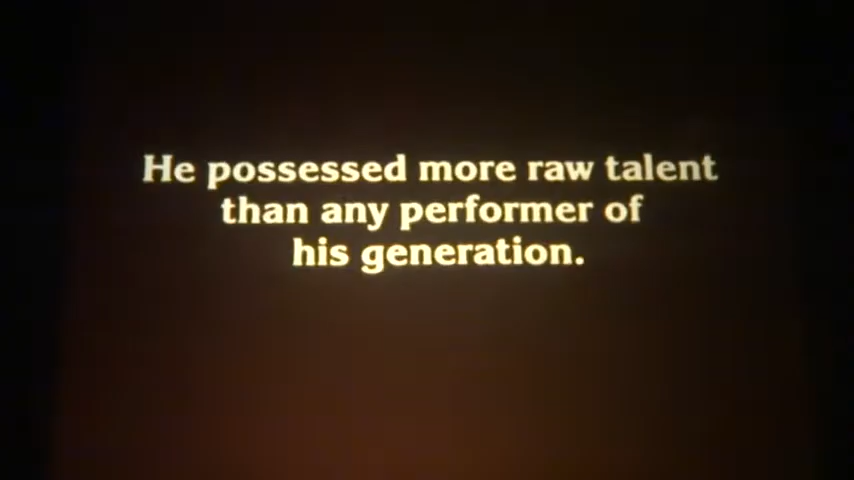 He possessed more raw talent
than any performer of
his generation.